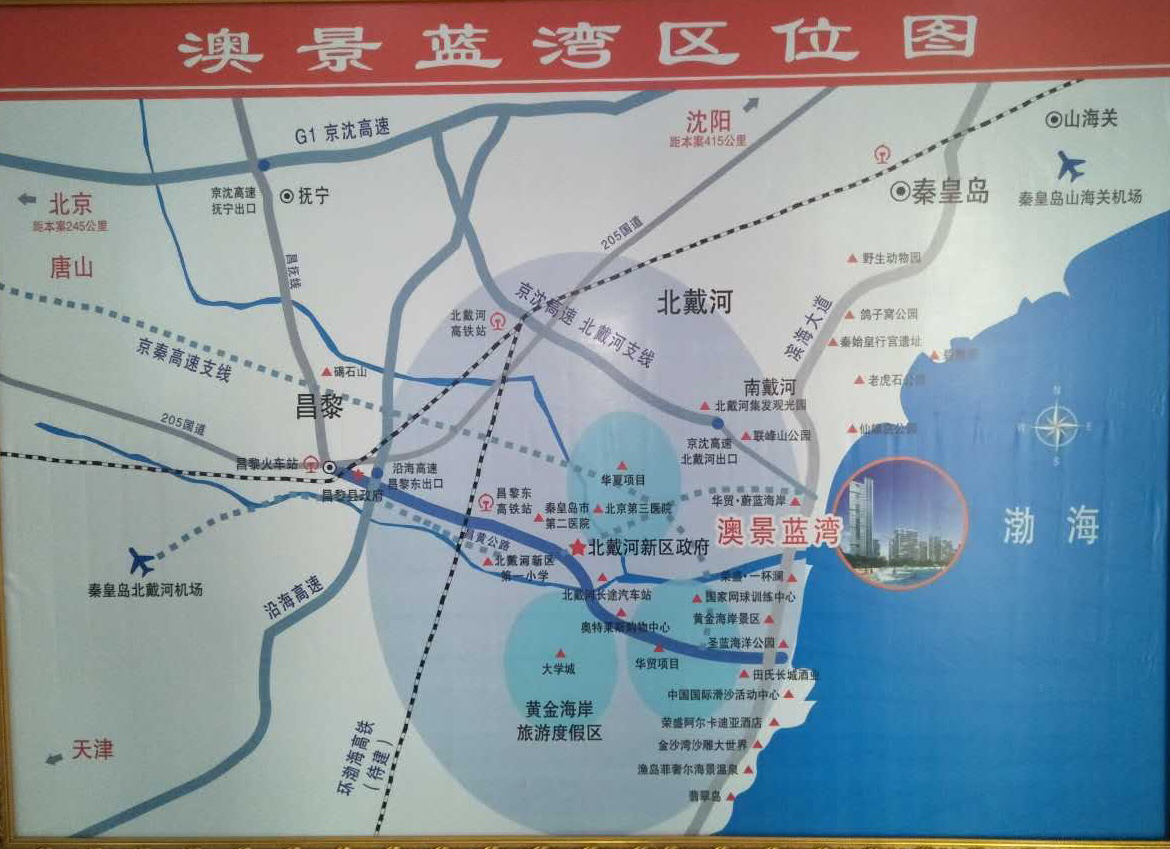 澳景蓝湾区位图
G1 京沈高速
沈阳
距本案415公里
山海关
京沈高速
抚宁出口
抚宁
秦皇岛
秦皇岛山海关机场
北京
距本案245公里
唐山
昌抚线
205国道
野生动物园
京沈高速 北戴河支线
北戴河
滨海大道
鸽子窝公园
北戴河
高铁站
秦始皇行宫遗址
京秦高速支线
碣石山
老虎石公园
南戴河
昌黎
北戴河集发观光园
205国道
联峰山公园
京沈高速
北戴河出口
N
W
E
S
昌黎火车站
沿海高速
昌黎东出口
华夏项目
昌黎县政府
昌黎东
高铁站
秦皇岛市
第二医院
北京第三医院
华贸·蔚蓝海岸
澳景蓝湾
渤 海
昌黄公路
北戴河新区政府
北戴河新区
第一小学
荣盛·一杯澜
秦皇岛北戴河机场
沿海高速
北戴河长途汽车站
国家网球训练中心
奥特莱斯购物中心
黄金海岸景区
圣蓝海洋公园
大学城
华贸项目
田氏长城酒业
中国国际滑沙活动中心
黄金海岸
旅游度假区
荣盛阿尔卡迪亚酒店
天津
环渤海高铁
（待建）
金沙湾沙雕大世界
渔岛菲奢尔海景温泉
翡翠岛